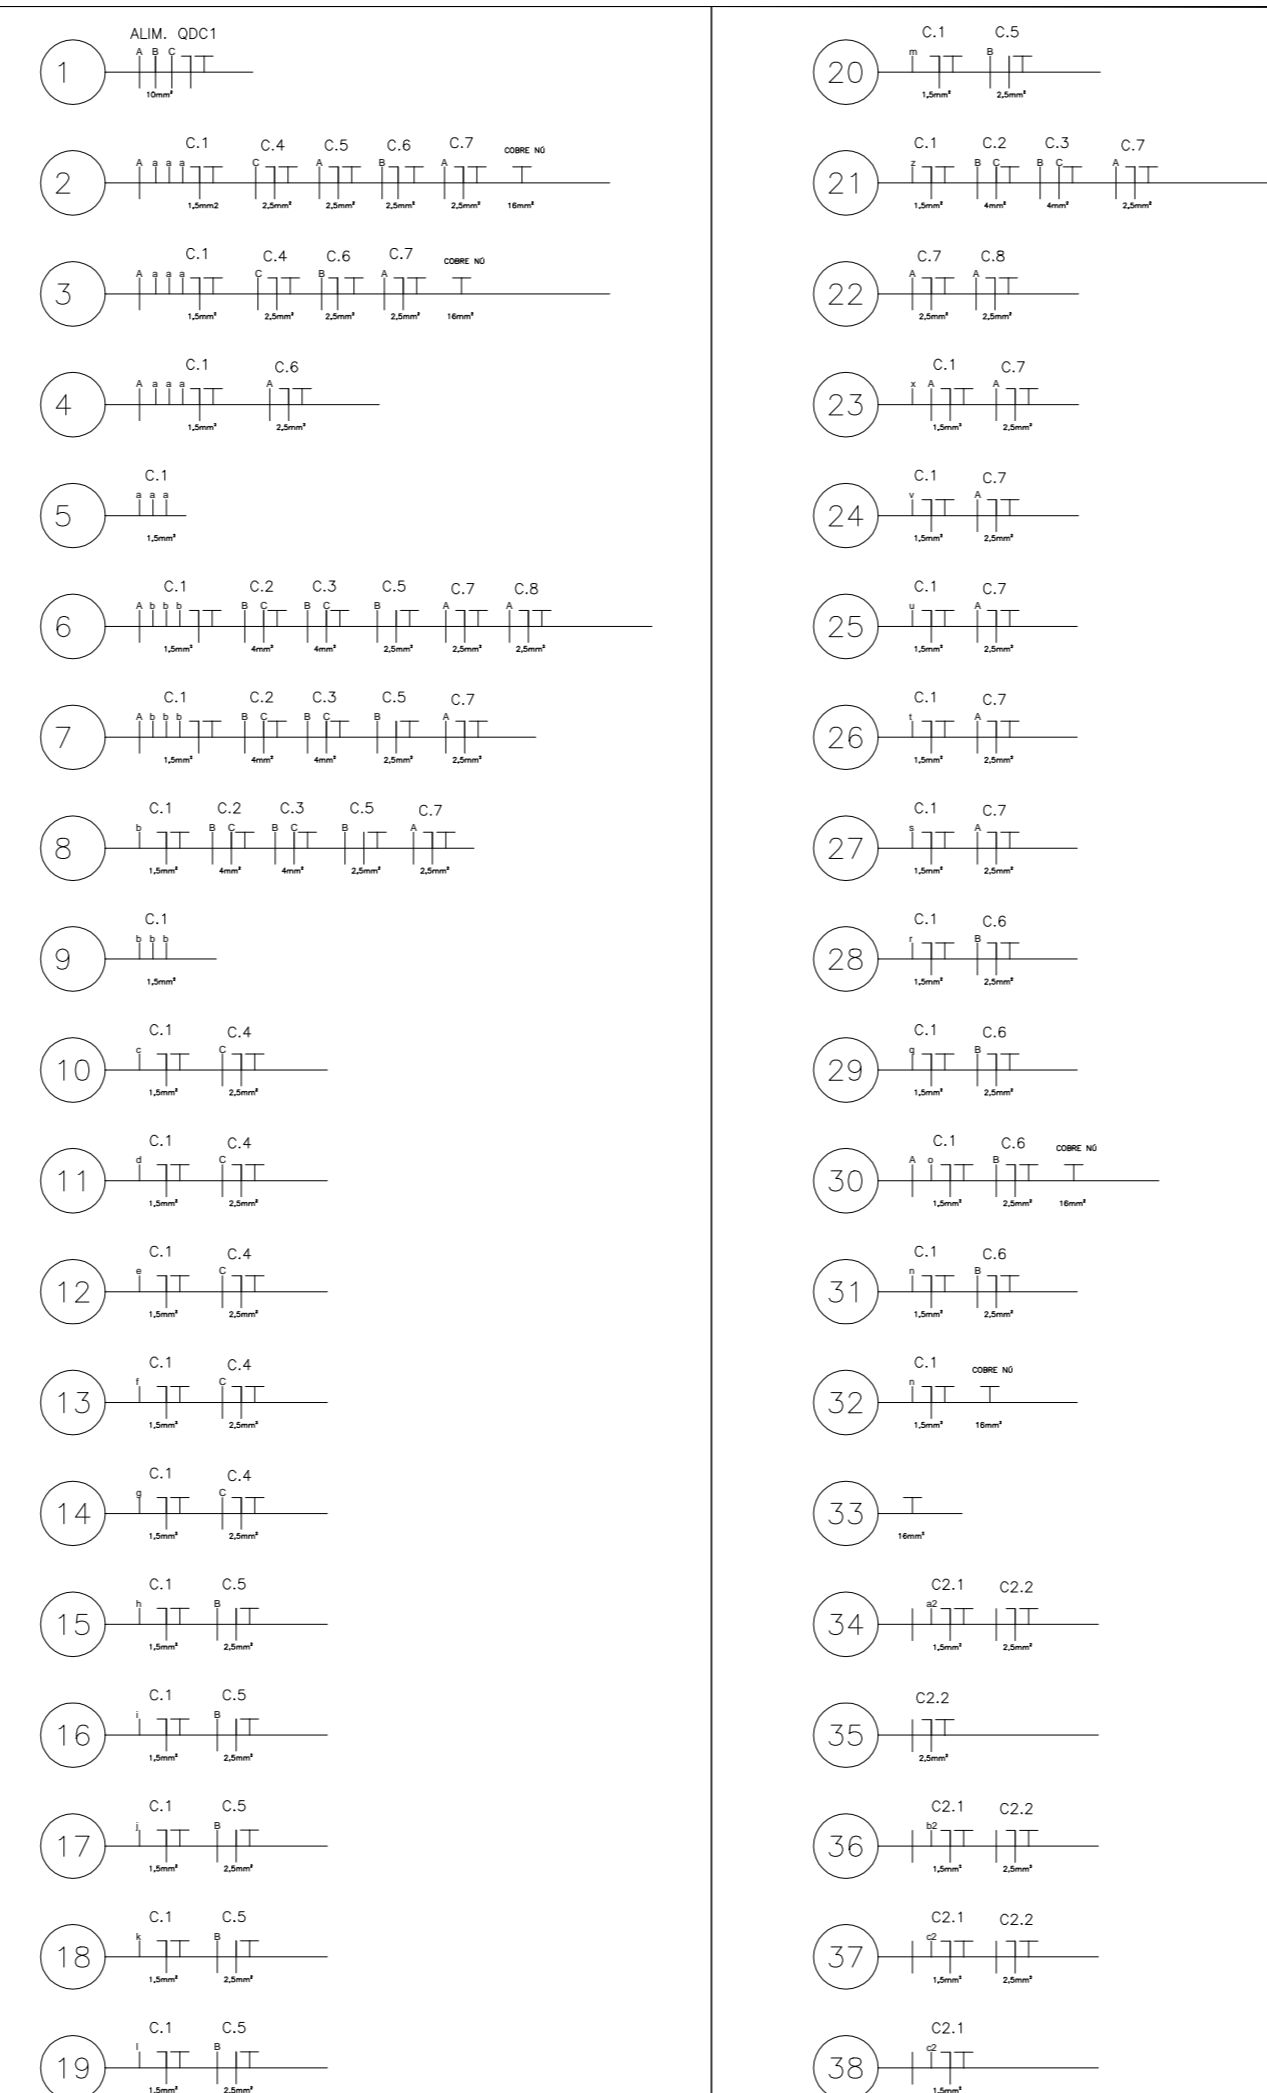 ALIM. QDC1
A B C
1
10mm²
C.1 C.4 C.5 C.6 C.7 COBRE NÚ
A a a a C A B A
2
1,5mm2 2,5mm² 2,5mm² 2,5mm² 2,5mm² 16mm²
C.1 C.4 C.6 C.7 COBRE NÚ
A a a a C B A
3
1,5mm² 2,5mm² 2,5mm² 2,5mm² 16mm²
C.1 C.6
A a a a A
4
1,5mm² 2,5mm²
C.1
a a a
5
1,5mm²
C.1 C.2 C.3 C.5 C.7 C.8
A b b b B C B C B A A
6
1,5mm² 4mm² 4mm² 2,5mm² 2,5mm² 2,5mm²
C.1 C.2 C.3 C.5 C.7
A b b b B C B C B A
7
1,5mm² 4mm² 4mm² 2,5mm² 2,5mm²
C.1 C.2 C.3 C.5 C.7
b B C B C B A
8
1,5mm² 4mm² 4mm² 2,5mm² 2,5mm²
C.1
b b b
9
1,5mm²
C.1 C.4
c C
10
1,5mm² 2,5mm²
C.1 C.4
d C
11
1,5mm² 2,5mm²
C.1 C.4
e C
12
1,5mm² 2,5mm²
C.1 C.4
f C
13
1,5mm² 2,5mm²
C.1 C.4
g C
14
1,5mm² 2,5mm²
C.1 C.5
h B
15
1,5mm² 2,5mm²
C.1 C.5
i B
16
1,5mm² 2,5mm²
C.1 C.5
j B
17
1,5mm² 2,5mm²
C.1 C.5
k B
18
1,5mm² 2,5mm²
C.1 C.5
l B
19
1,5mm² 2,5mm²
C.1 C.5
m B
20
1,5mm² 2,5mm²
C.1 C.2 C.3 C.7
z B C B C A
21
1,5mm² 4mm² 4mm² 2,5mm²
C.7 C.8
A A
22
2,5mm² 2,5mm²
C.1 C.7
x A A
23
1,5mm² 2,5mm²
C.1 C.7
v A
24
1,5mm² 2,5mm²
C.1 C.7
u A
25
1,5mm² 2,5mm²
C.1 C.7
t A
26
1,5mm² 2,5mm²
C.1 C.7
s A
27
1,5mm² 2,5mm²
C.1 C.6
r B
28
1,5mm² 2,5mm²
C.1 C.6
q B
29
1,5mm² 2,5mm²
C.1 C.6 COBRE NÚ
A o B
30
1,5mm² 2,5mm² 16mm²
C.1 C.6
n B
31
1,5mm² 2,5mm²
C.1 COBRE NÚ
n
32
1,5mm² 16mm²
33
16mm²
C2.1 C2.2
a2
34
1,5mm² 2,5mm²
C2.2
35
2,5mm²
C2.1 C2.2
b2
36
1,5mm² 2,5mm²
C2.1 C2.2
c2
37
1,5mm² 2,5mm²
C2.1
c2
38
1,5mm²